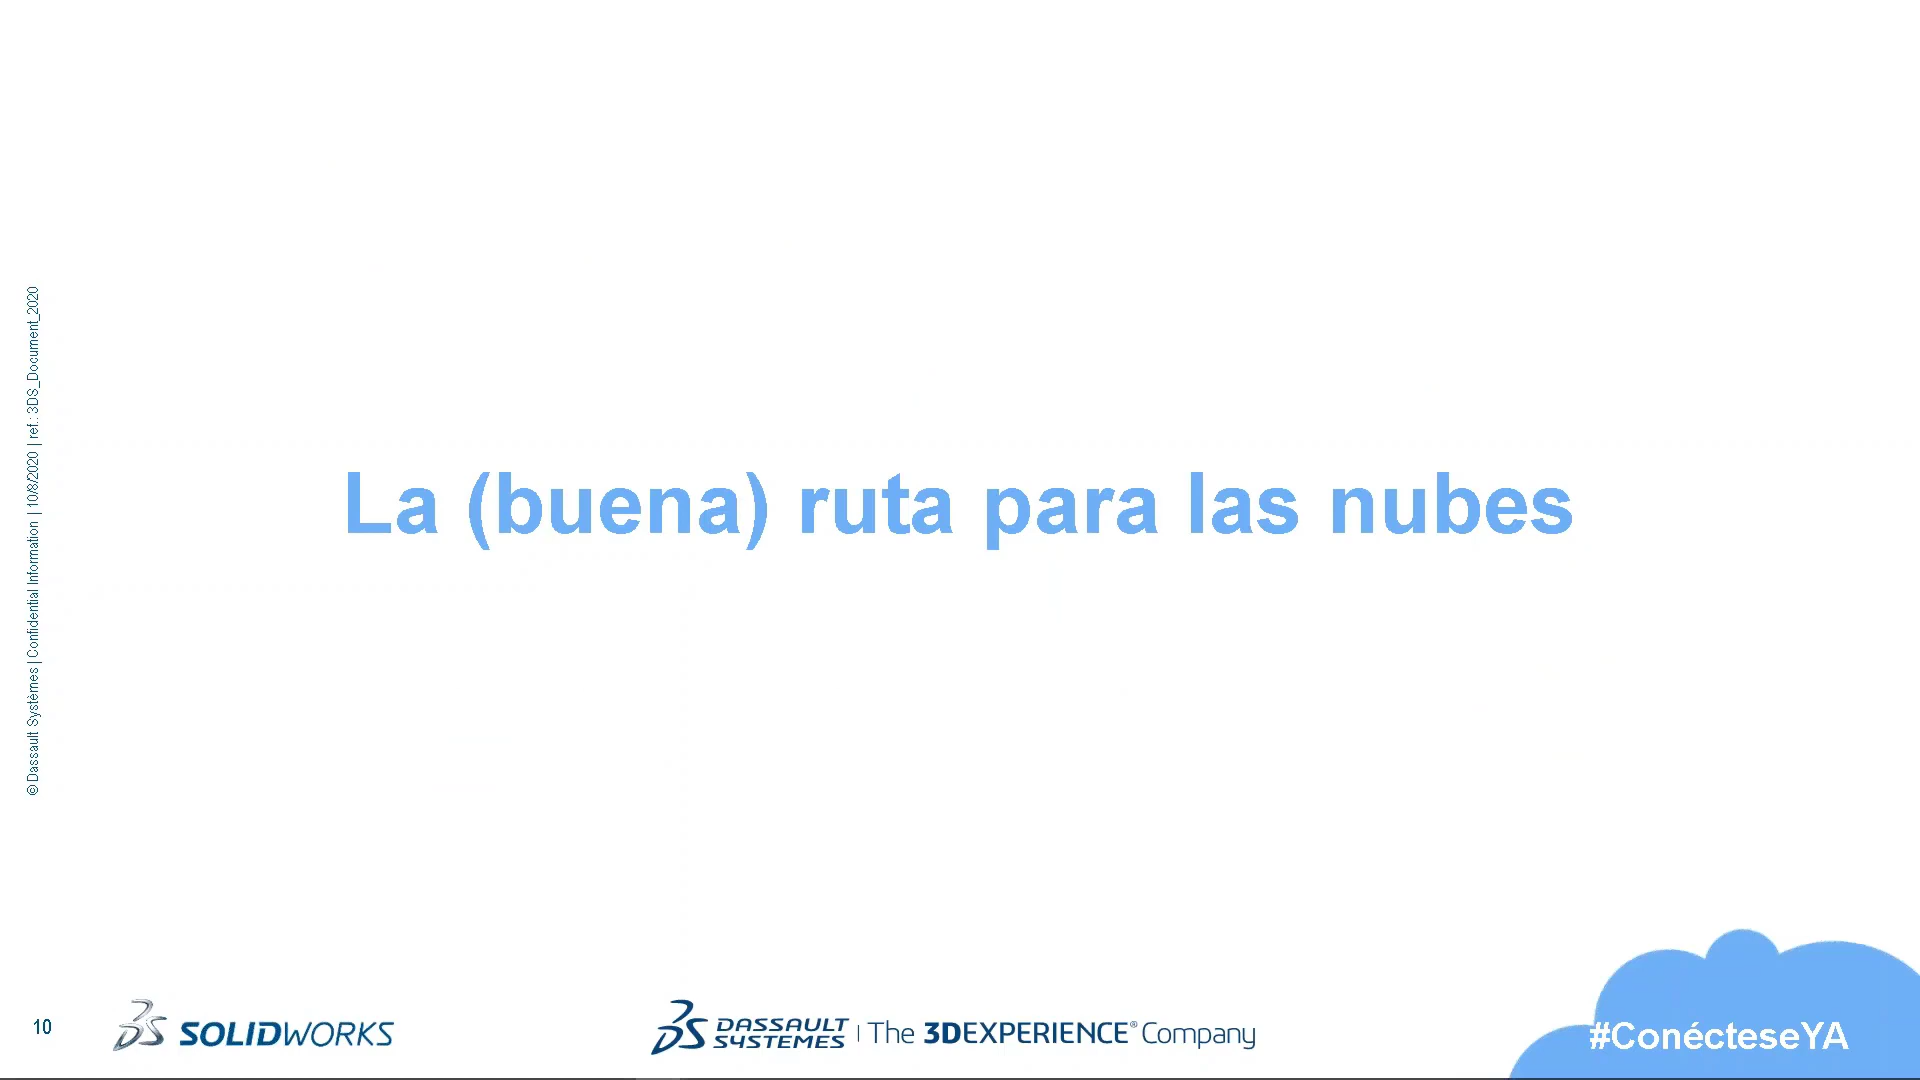 © Dassault Systèmes | Confidential Information | 10/8/2020 | ref.: 3DS_Document_2020
La (buena) ruta para las nubes
10
SOLIDWORKS
DASSAULT SYSTEMES | The 3DEXPERIENCE® Company
#ConécteseYA